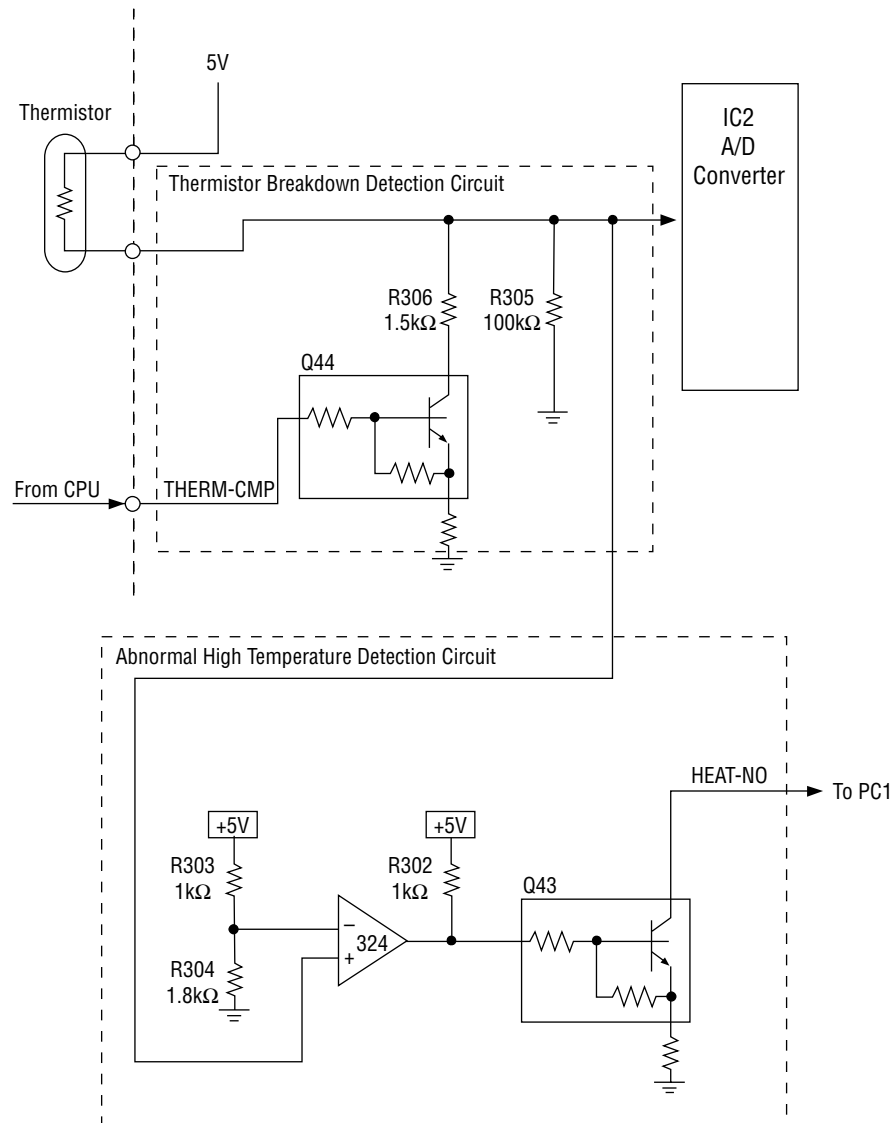 5V
Thermistor
IC2
A/D
Converter
Thermistor Breakdown Detection Circuit
R306
1.5kΩ
R305
100kΩ
Q44
From CPU
THERM-CMP
Abnormal High Temperature Detection Circuit
HEAT-NO
To PC1
+5V
+5V
R303
1kΩ
R302
1kΩ
Q43
–
324
+
R304
1.8kΩ